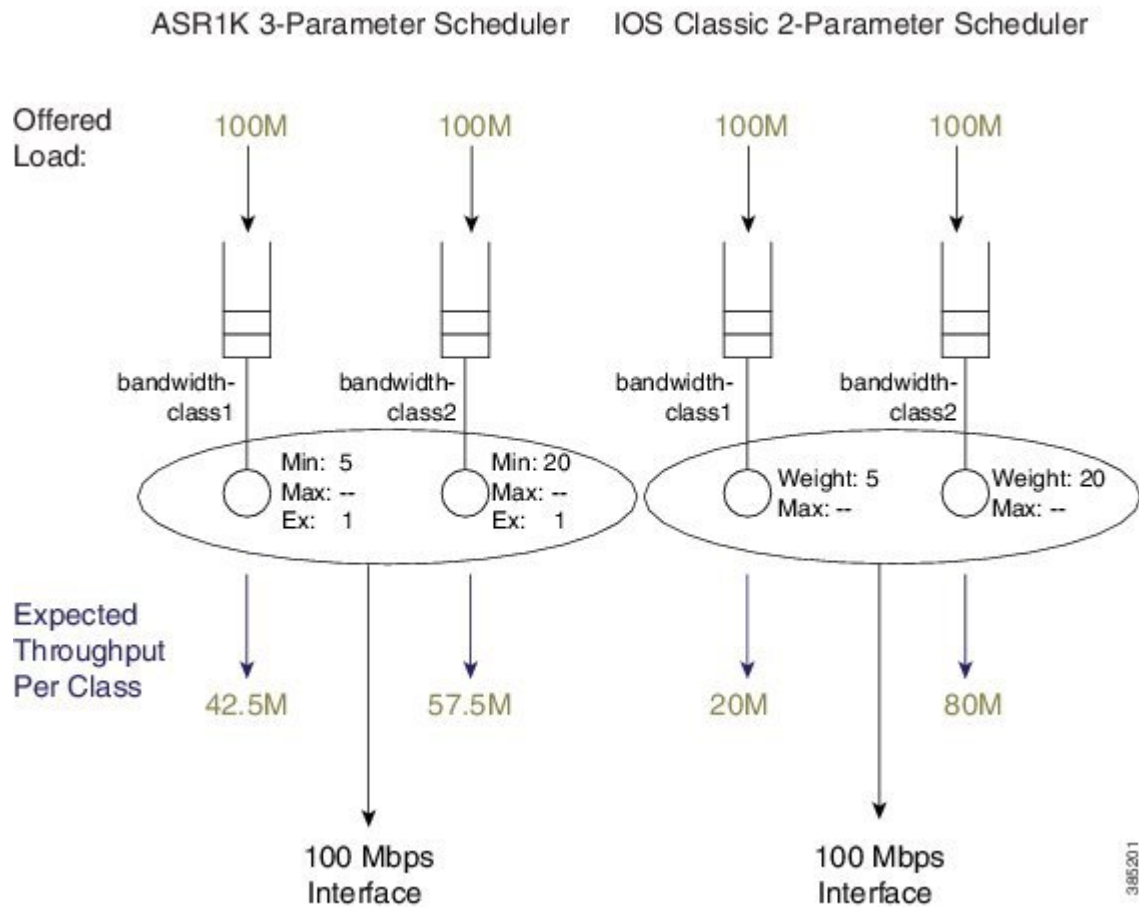 ASR1K 3-Parameter Scheduler
IOS Classic 2-Parameter Scheduler
Offered
Load:
100M
100M
100M
100M
bandwidth-
class1
bandwidth-
class2
bandwidth-
class1
bandwidth-
class2
Min: 5
Max: --
Ex: 1
Min: 20
Max: --
Ex: 1
Weight: 5
Max: --
Weight: 20
Max: --
Expected
Throughput
Per Class
42.5M
57.5M
20M
80M
100 Mbps
Interface
100 Mbps
Interface
385201